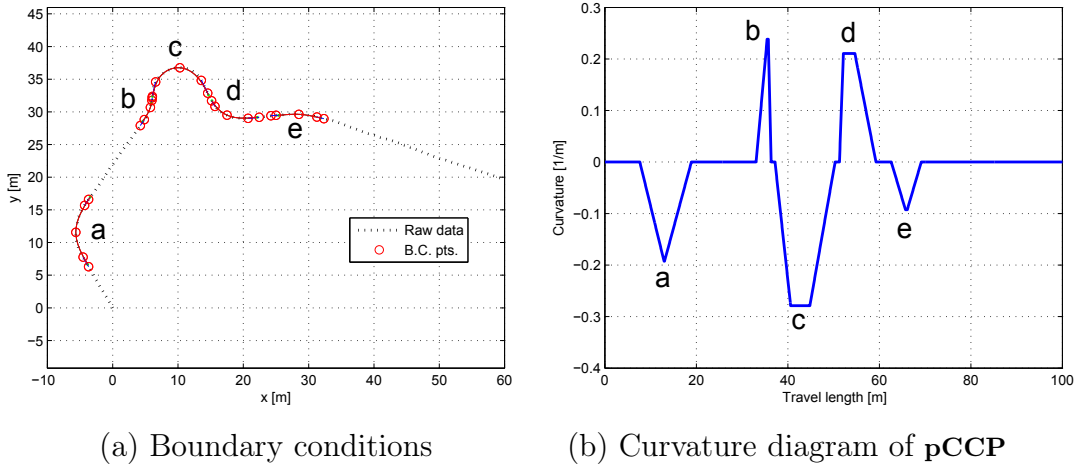 45
40
35
30
25
20
15
10
5
0
−5
−10
0
10
20
30
40
50
60
y [m]
x [m]
a
b
c
d
e
Raw data
B.C. pts.
(a) Boundary conditions
0.3
0.2
0.1
0
−0.1
−0.2
−0.3
−0.4
0
20
40
60
80
100
Curvature [1/m]
Travel length [m]
a
b
c
d
e
(b) Curvature diagram of pCCP